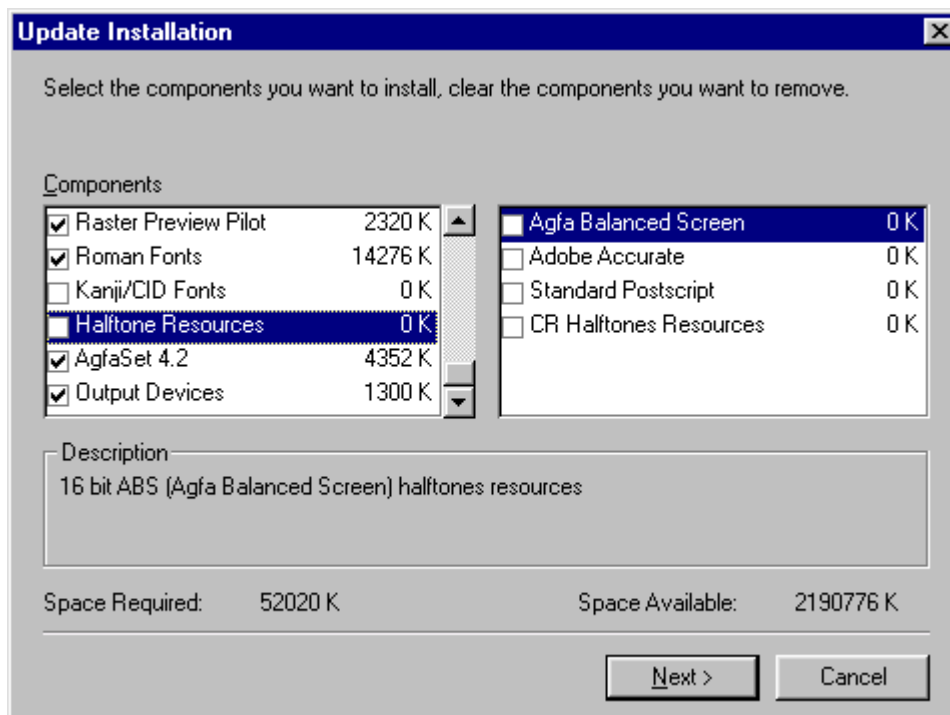 Update Installation
Select the components you want to install, clear the components you want to remove.
Components
Raster Preview Pilot 2320 K
Roman Fonts 14276 K
Kanji/CID Fonts 0 K
Halftone Resources 0 K
AgfaSet 4.2 4352 K
Output Devices 1300 K
Agfa Balanced Screen 0 K
Adobe Accurate 0 K
Standard Postscript 0 K
CR Halftones Resources 0 K
Description
16 bit ABS (Agfa Balanced Screen) halftones resources
Space Required: 52020 K Space Available: 2190776 K
Next > Cancel